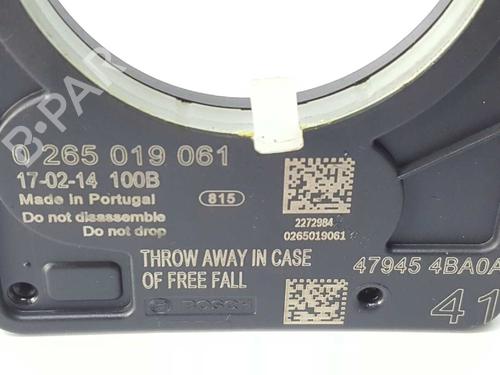 B-PAR
0 265 019 061
17-02-14 100B
Made in Portugal
Do not disassemble
Do not drop
815
2272984
0265019061
THROW AWAY IN CASE
OF FREE FALL
47945 4BA0A
BOSCH
41